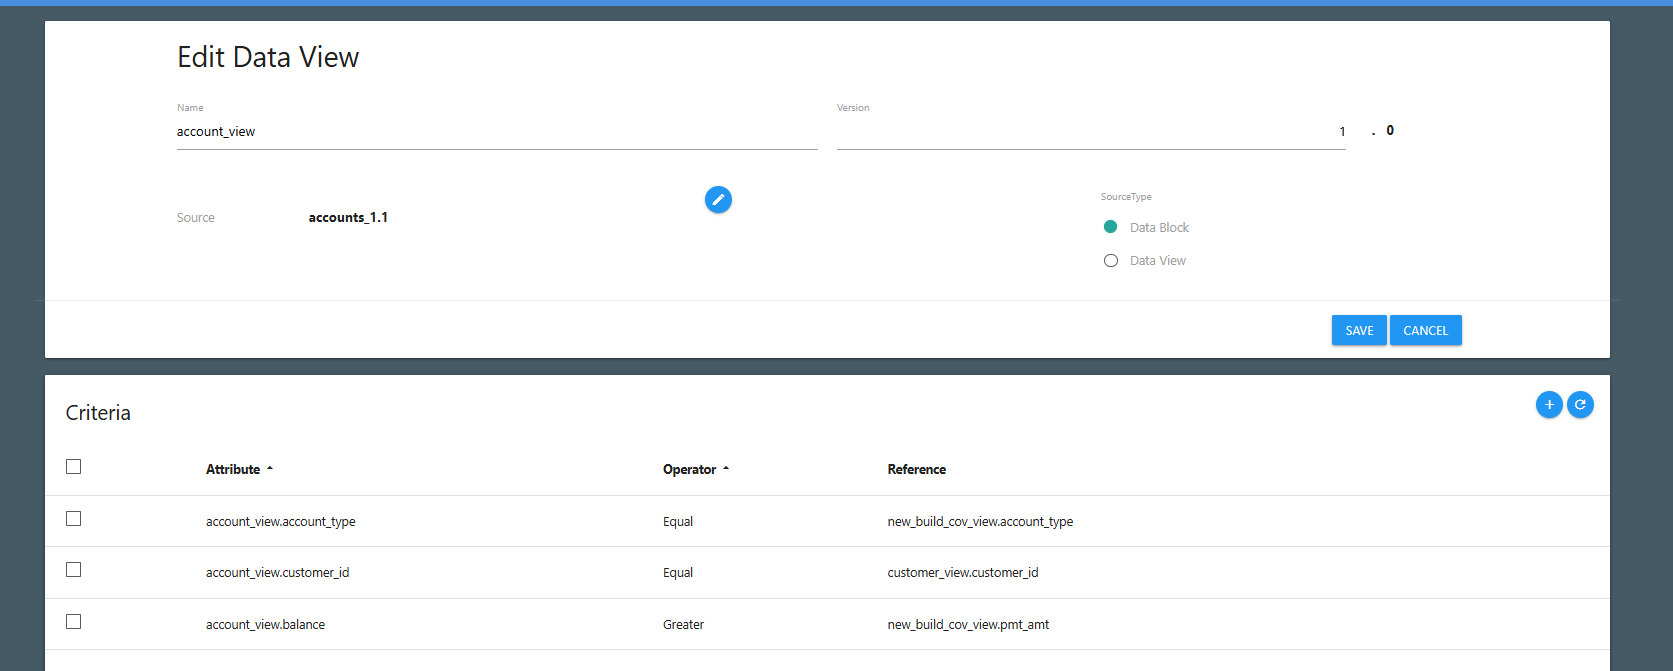 Edit Data View
Name
Version
account_view
1 . 0
Source accounts_1.1
SourceType
Data Block
Data View
SAVE CANCEL
Criteria
Attribute Operator Reference
account_view.account_type Equal new_build_cov_view.account_type
account_view.customer_id Equal customer_view.customer_id
account_view.balance Greater new_build_cov_view.pmt_amt